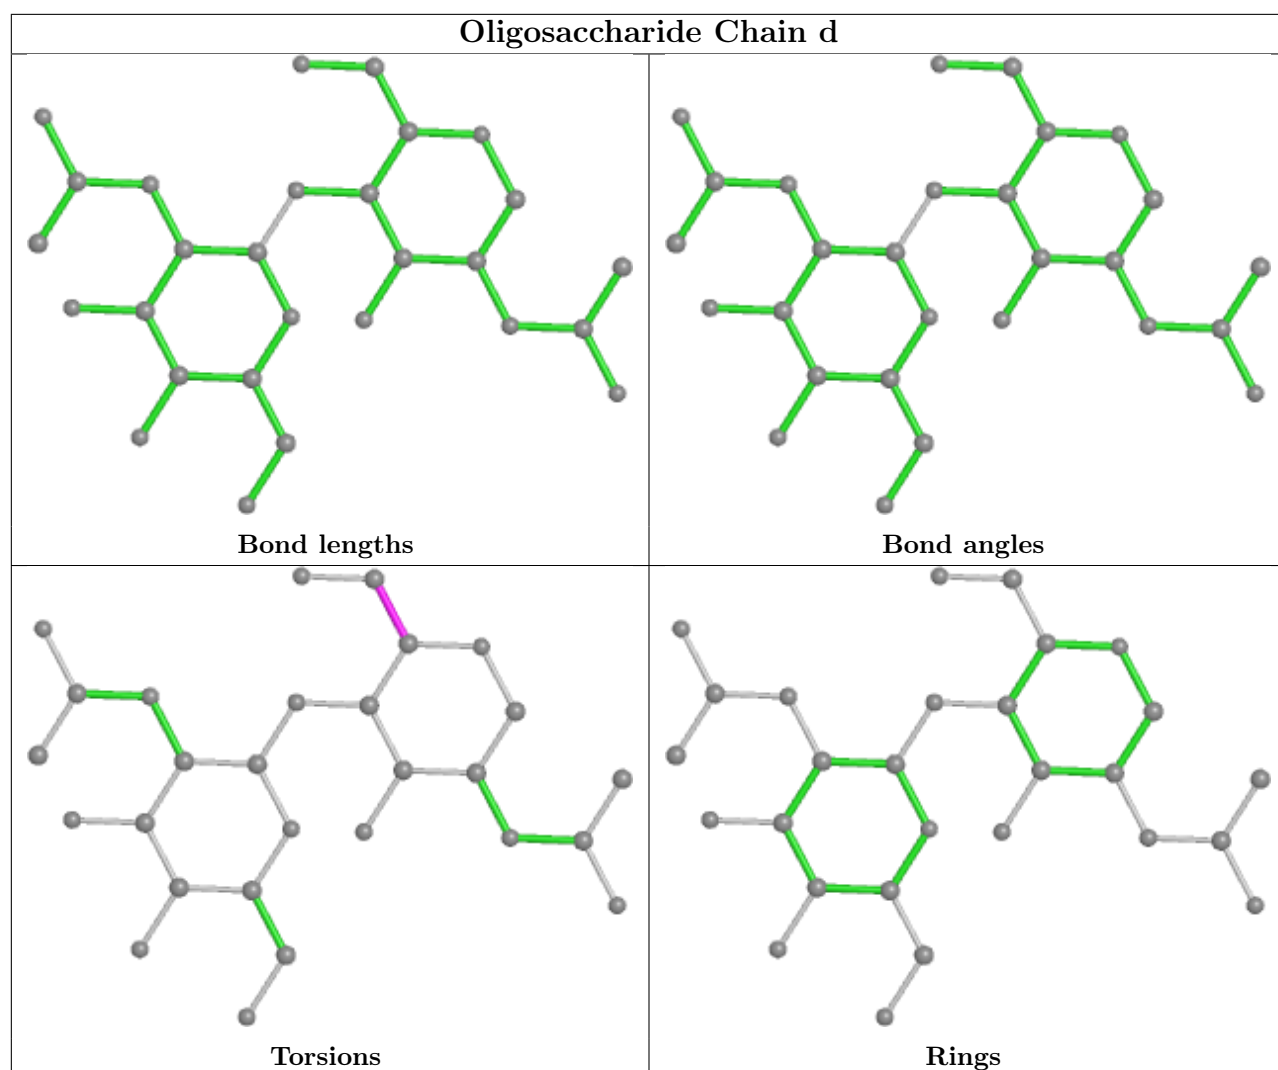 Oligosaccharide Chain d
Bond lengths
Bond angles
Torsions
Rings